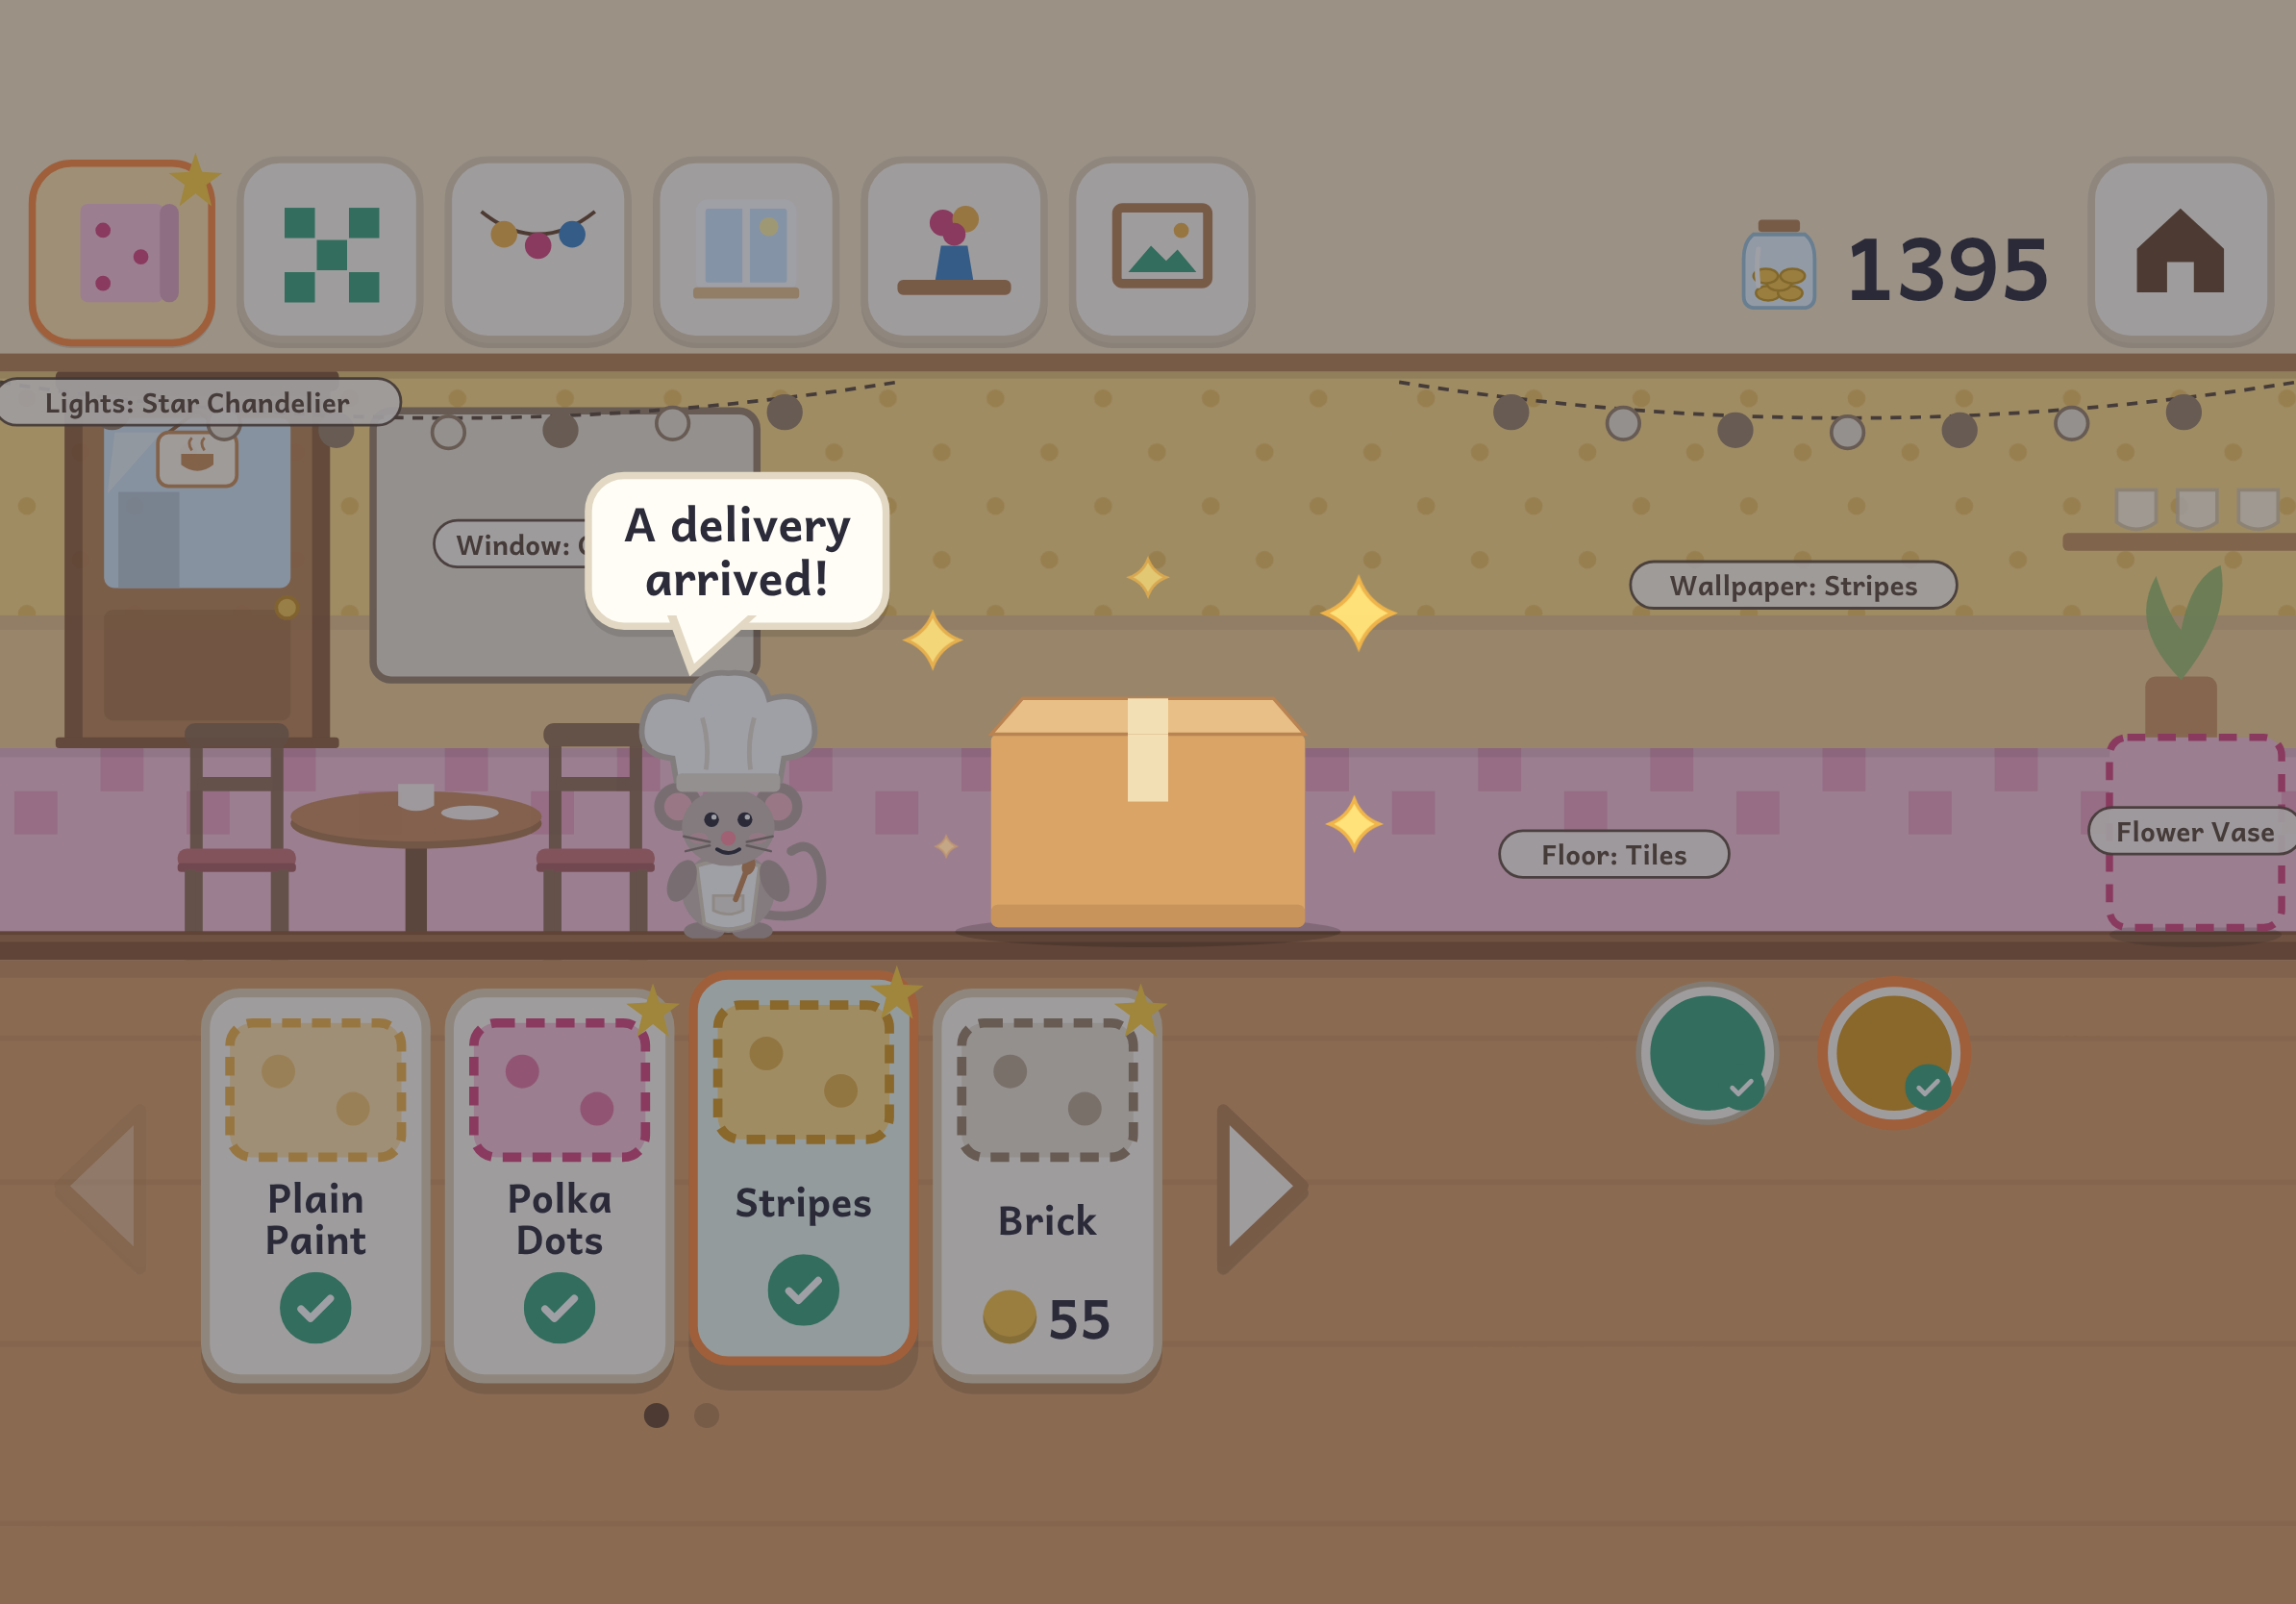 1395
Lights: Star Chandelier
A delivery
arrived!
Window:
Wallpaper: Stripes
Floor: Tiles
Flower Vase
Plain
Paint
Polka
Dots
Stripes
Brick
55